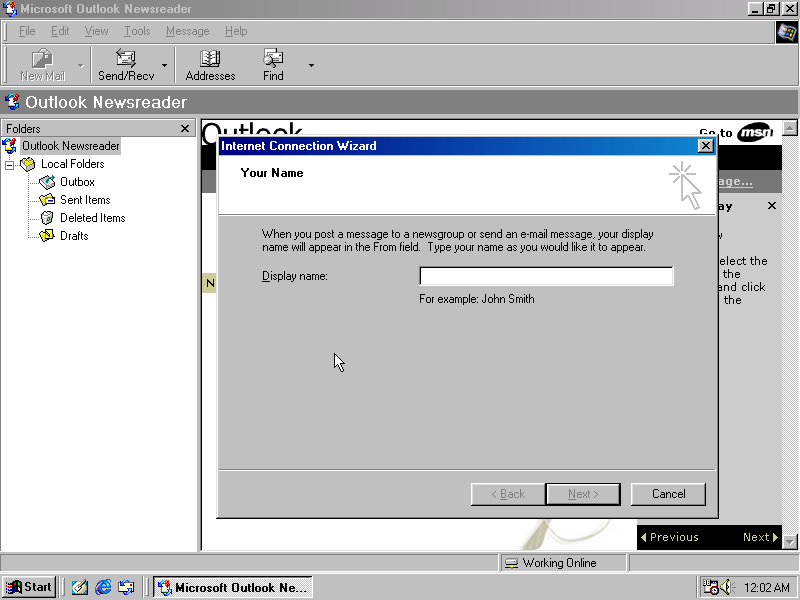 Microsoft Outlook Newsreader
File Edit View Tools Message Help
New Mail Send/Recv Addresses Find
Outlook Newsreader
Folders
Outlook Newsreader
Local Folders
Outbox
Sent Items
Deleted Items
Drafts
Outlook
Go to msn
Internet Connection Wizard
Your Name
age...
ay
When you post a message to a newsgroup or send an e-mail message, your display
name will appear in the From field. Type your name as you would like it to appear.
Display name:
For example: John Smith
elect the
the
and click
the
N
< Back Next > Cancel
Previous Next
Working Online
Start Microsoft Outlook Ne... 12:02 AM